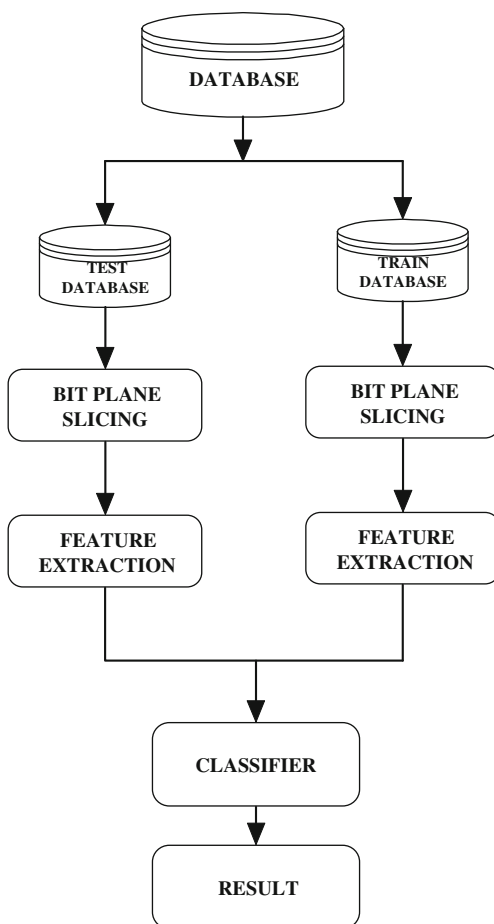 DATABASE
TEST
DATABASE
TRAIN
DATABASE
BIT PLANE
SLICING
BIT PLANE
SLICING
FEATURE
EXTRACTION
FEATURE
EXTRACTION
CLASSIFIER
RESULT